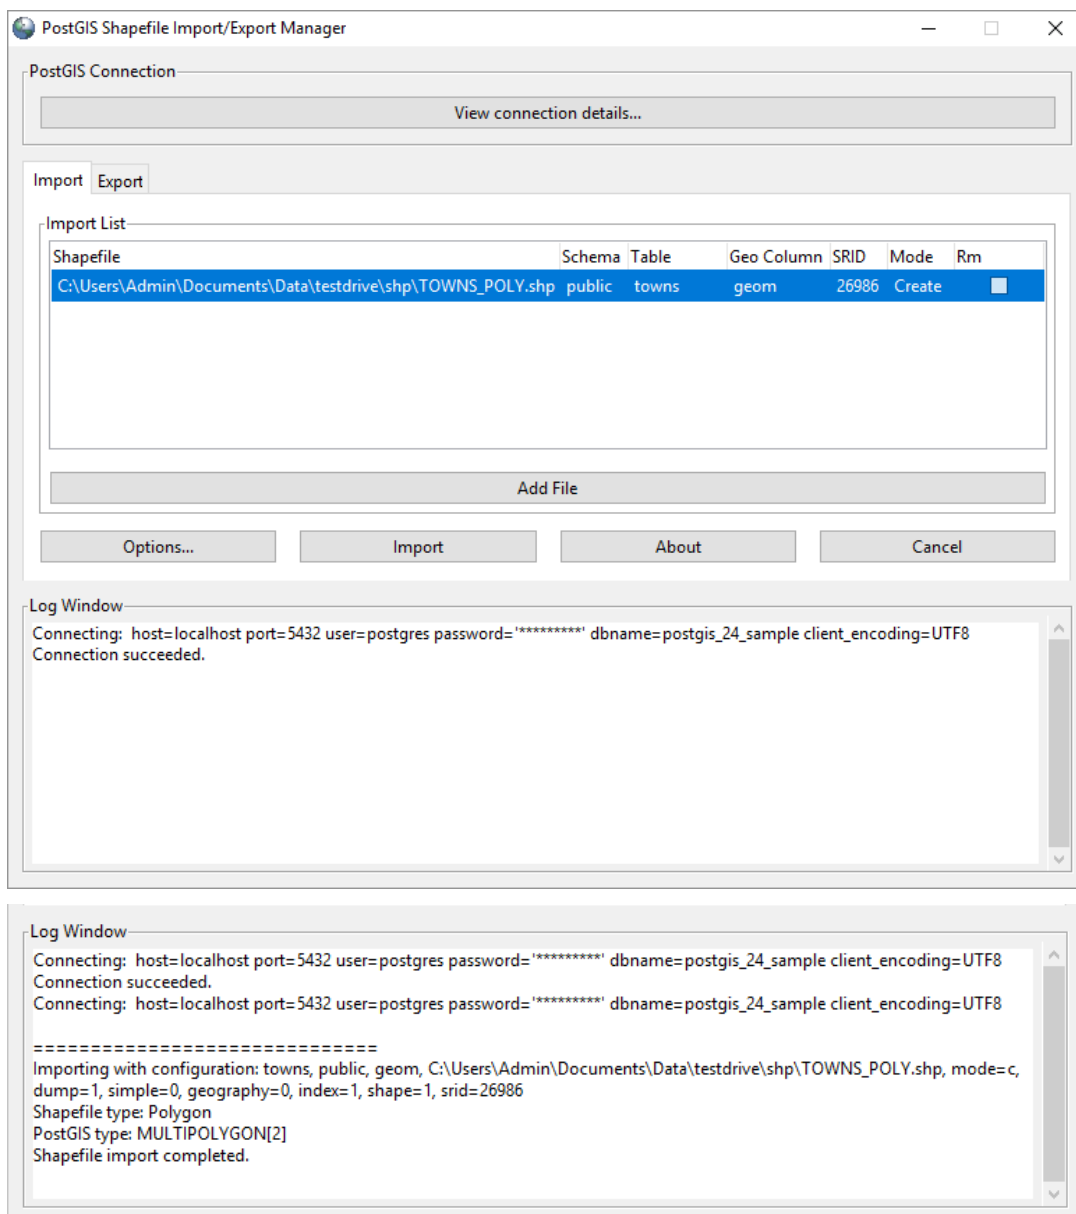 PostGIS Shapefile Import/Export Manager
PostGIS Connection
View connection details...
Import Export
Import List
Shapefile Schema Table Geo Column SRID Mode Rm
C:\Users\Admin\Documents\Data\testdrive\shp\TOWNS_POLY.shp public towns geom 26986 Create
Add File
Options... Import About Cancel
Log Window
Connecting: host=localhost port=5432 user=postgres password='*********' dbname=postgis_24_sample client_encoding=UTF8
Connection succeeded.
Log Window
Connecting: host=localhost port=5432 user=postgres password='*********' dbname=postgis_24_sample client_encoding=UTF8
Connection succeeded.
Connecting: host=localhost port=5432 user=postgres password='*********' dbname=postgis_24_sample client_encoding=UTF8
==============================
Importing with configuration: towns, public, geom, C:\Users\Admin\Documents\Data\testdrive\shp\TOWNS_POLY.shp, mode=c,
dump=1, simple=0, geography=0, index=1, shape=1, srid=26986
Shapefile type: Polygon
PostGIS type: MULTIPOLYGON[2]
Shapefile import completed.